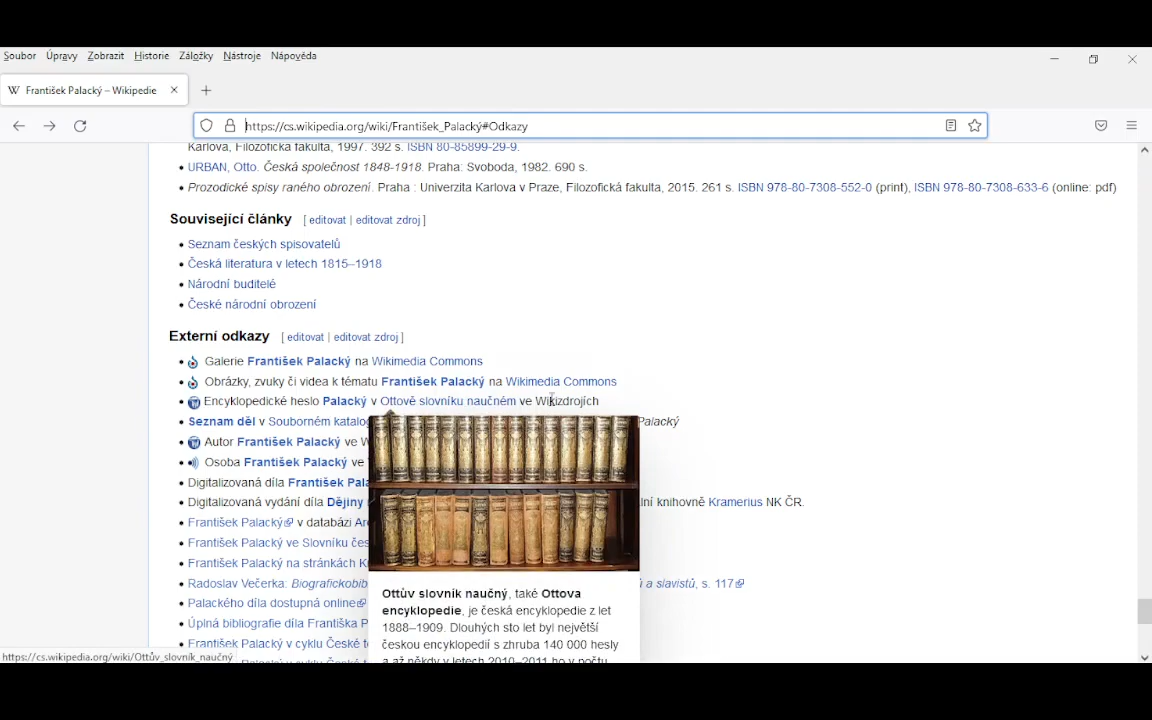 Soubor Úpravy Zobrazit Historie Záložky Nástroje Nápověda
W František Palacký – Wikipedie
https://cs.wikipedia.org/wiki/František_Palacký#Odkazy
Karlova, Filozofická fakulta, 1997. 392 s. ISBN 80-85899-29-9.
• URBAN, Otto. Česká společnost 1848-1918. Praha: Svoboda, 1982. 690 s.
• Prozodické spisy raného obrození. Praha : Univerzita Karlova v Praze, Filozofická fakulta, 2015. 261 s. ISBN 978-80-7308-552-0 (print), ISBN 978-80-7308-633-6 (online: pdf)
Související články [ editovat | editovat zdroj ]
• Seznam českých spisovatelů
• Česká literatura v letech 1815–1918
• Národní buditelé
• České národní obrození
Externí odkazy [ editovat | editovat zdroj ]
• Galerie František Palacký na Wikimedia Commons
• Obrázky, zvuky či videa k tématu František Palacký na Wikimedia Commons
• Encyklopedické heslo Palacký v Ottově slovníku naučném ve Wikizdrojích
• Seznam děl v Souborném katalog Palacký
• Autor František Palacký ve W
• Osoba František Palacký ve
• Digitalizovaná díla František Pala
• Digitalizovaná vydání díla Dějiny ní knihovně Kramerius NK ČR.
• František Palacký v databázi Ar
• František Palacký ve Slovníku čes
• František Palacký na stránkách K
• Radoslav Večerka: Biografickobib ů a slavistů, s. 117
• Palackého díla dostupná online
• Úplná bibliografie díla Františka P
• František Palacký v cyklu České t
Ottův slovník naučný, také Ottova
encyklopedie, je česká encyklopedie z let
1888–1909. Dlouhých sto let byl největší
českou encyklopedií s zhruba 140 000 hesly
a až někdy v letech 2010–2011 ho v počtu
https://cs.wikipedia.org/wiki/Ottův_slovník_naučný